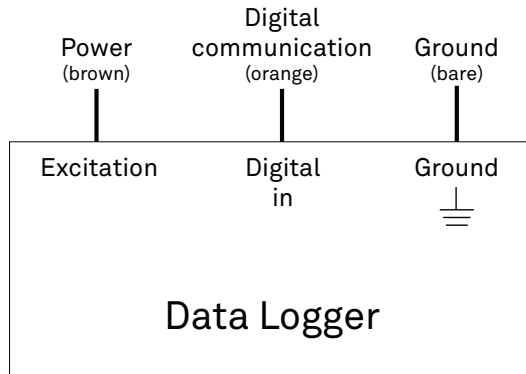 Power
(brown)
Digital
communication
(orange)
Ground
(bare)
Excitation
Digital
in
Ground
Data Logger